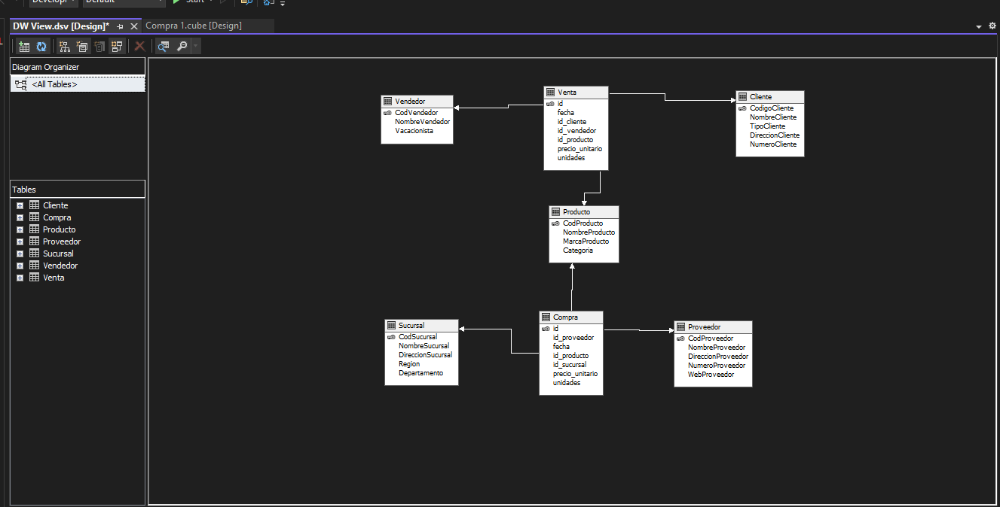 Develop
Default
Start
DW View.dsv [Design]*
Compra 1.cube [Design]
Diagram Organizer
<All Tables>
Tables
Cliente
Compra
Producto
Proveedor
Sucursal
Vendedor
Venta
Vendedor
CodVendedor
NombreVendedor
Vacacionista
Venta
id
fecha
id_cliente
id_vendedor
id_producto
precio_unitario
unidades
Cliente
CodigoCliente
NombreCliente
TipoCliente
DireccionCliente
NumeroCliente
Producto
CodProducto
NombreProducto
MarcaProducto
Categoria
Sucursal
CodSucursal
NombreSucursal
DireccionSucursal
Region
Departamento
Compra
id
id_proveedor
fecha
id_producto
id_sucursal
precio_unitario
unidades
Proveedor
CodProveedor
NombreProveedor
DireccionProveedor
NumeroProveedor
WebProveedor